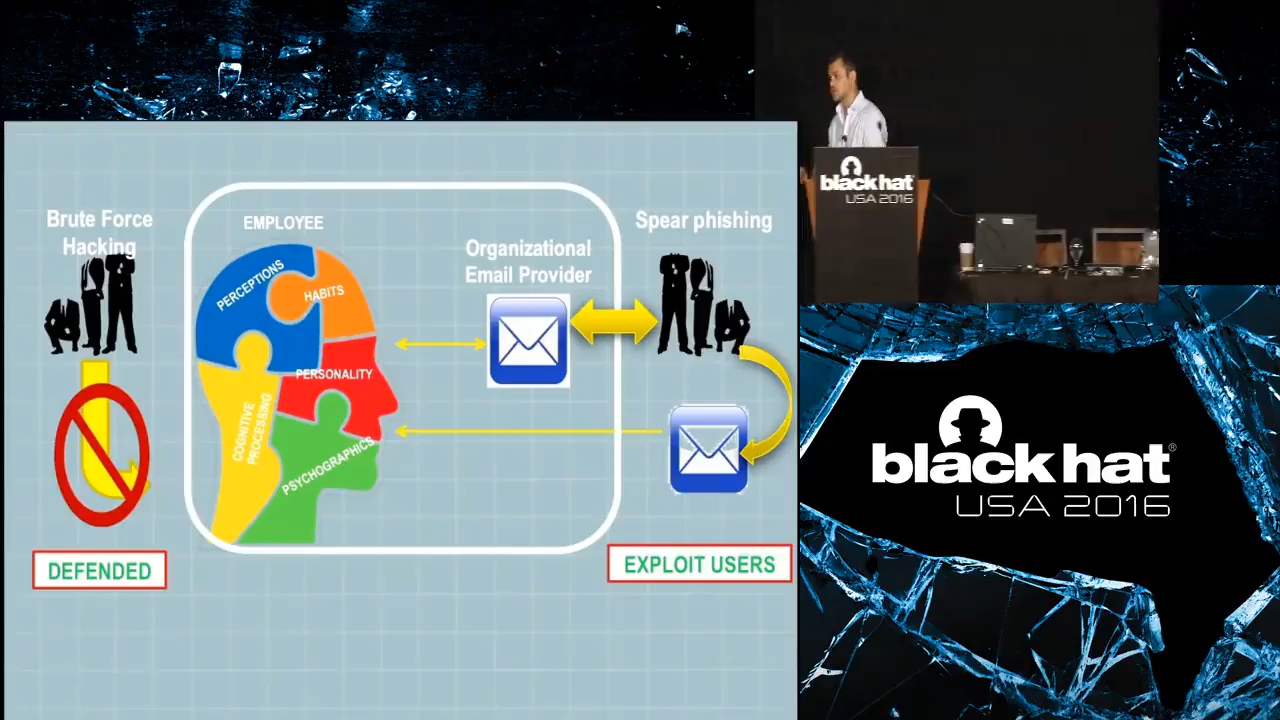 Brute Force
Hacking
EMPLOYEE
Organizational
Email Provider
Spear phishing
PERCEPTIONS
HABITS
PERSONALITY
COGNITIVE
PROCESSING
PSYCHOGRAPHICS
DEFENDED
EXPLOIT USERS
black hat
USA 2016
black hat®
USA 2016